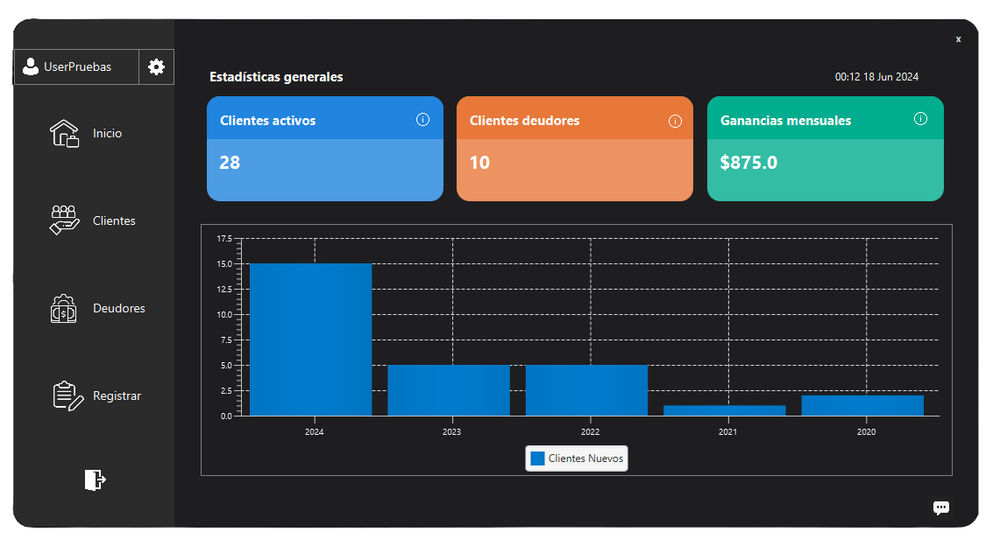 x
UserPruebas
Inicio
Clientes
Deudores
Registrar
Estadísticas generales
00:12 18 Jun 2024
Clientes activos
28
Clientes deudores
10
Ganancias mensuales
$875.0
17.5
15.0
12.5
10.0
7.5
5.0
2.5
0.0
2024 2023 2022 2021 2020
Clientes Nuevos